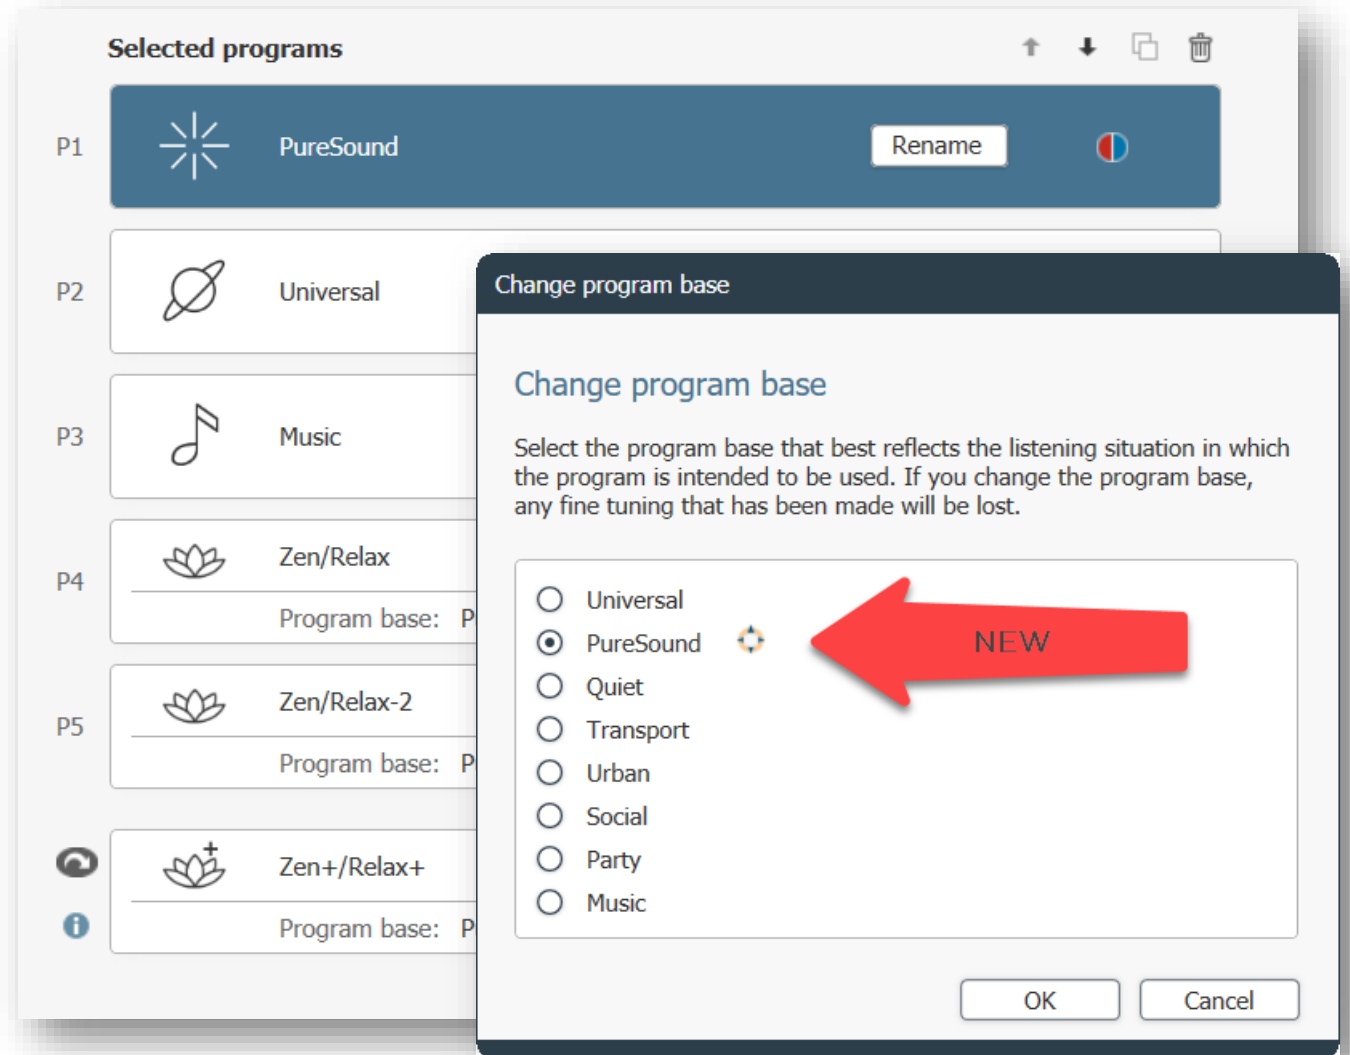 Selected programs
P1
PureSound
Rename
P2
Universal
P3
Music
P4
Zen/Relax
Program base: P
P5
Zen/Relax-2
Program base: P
Zen+/Relax+
Program base: P
Change program base
Change program base
Select the program base that best reflects the listening situation in which
the program is intended to be used. If you change the program base,
any fine tuning that has been made will be lost.
Universal
PureSound
NEW
Quiet
Transport
Urban
Social
Party
Music
OK
Cancel